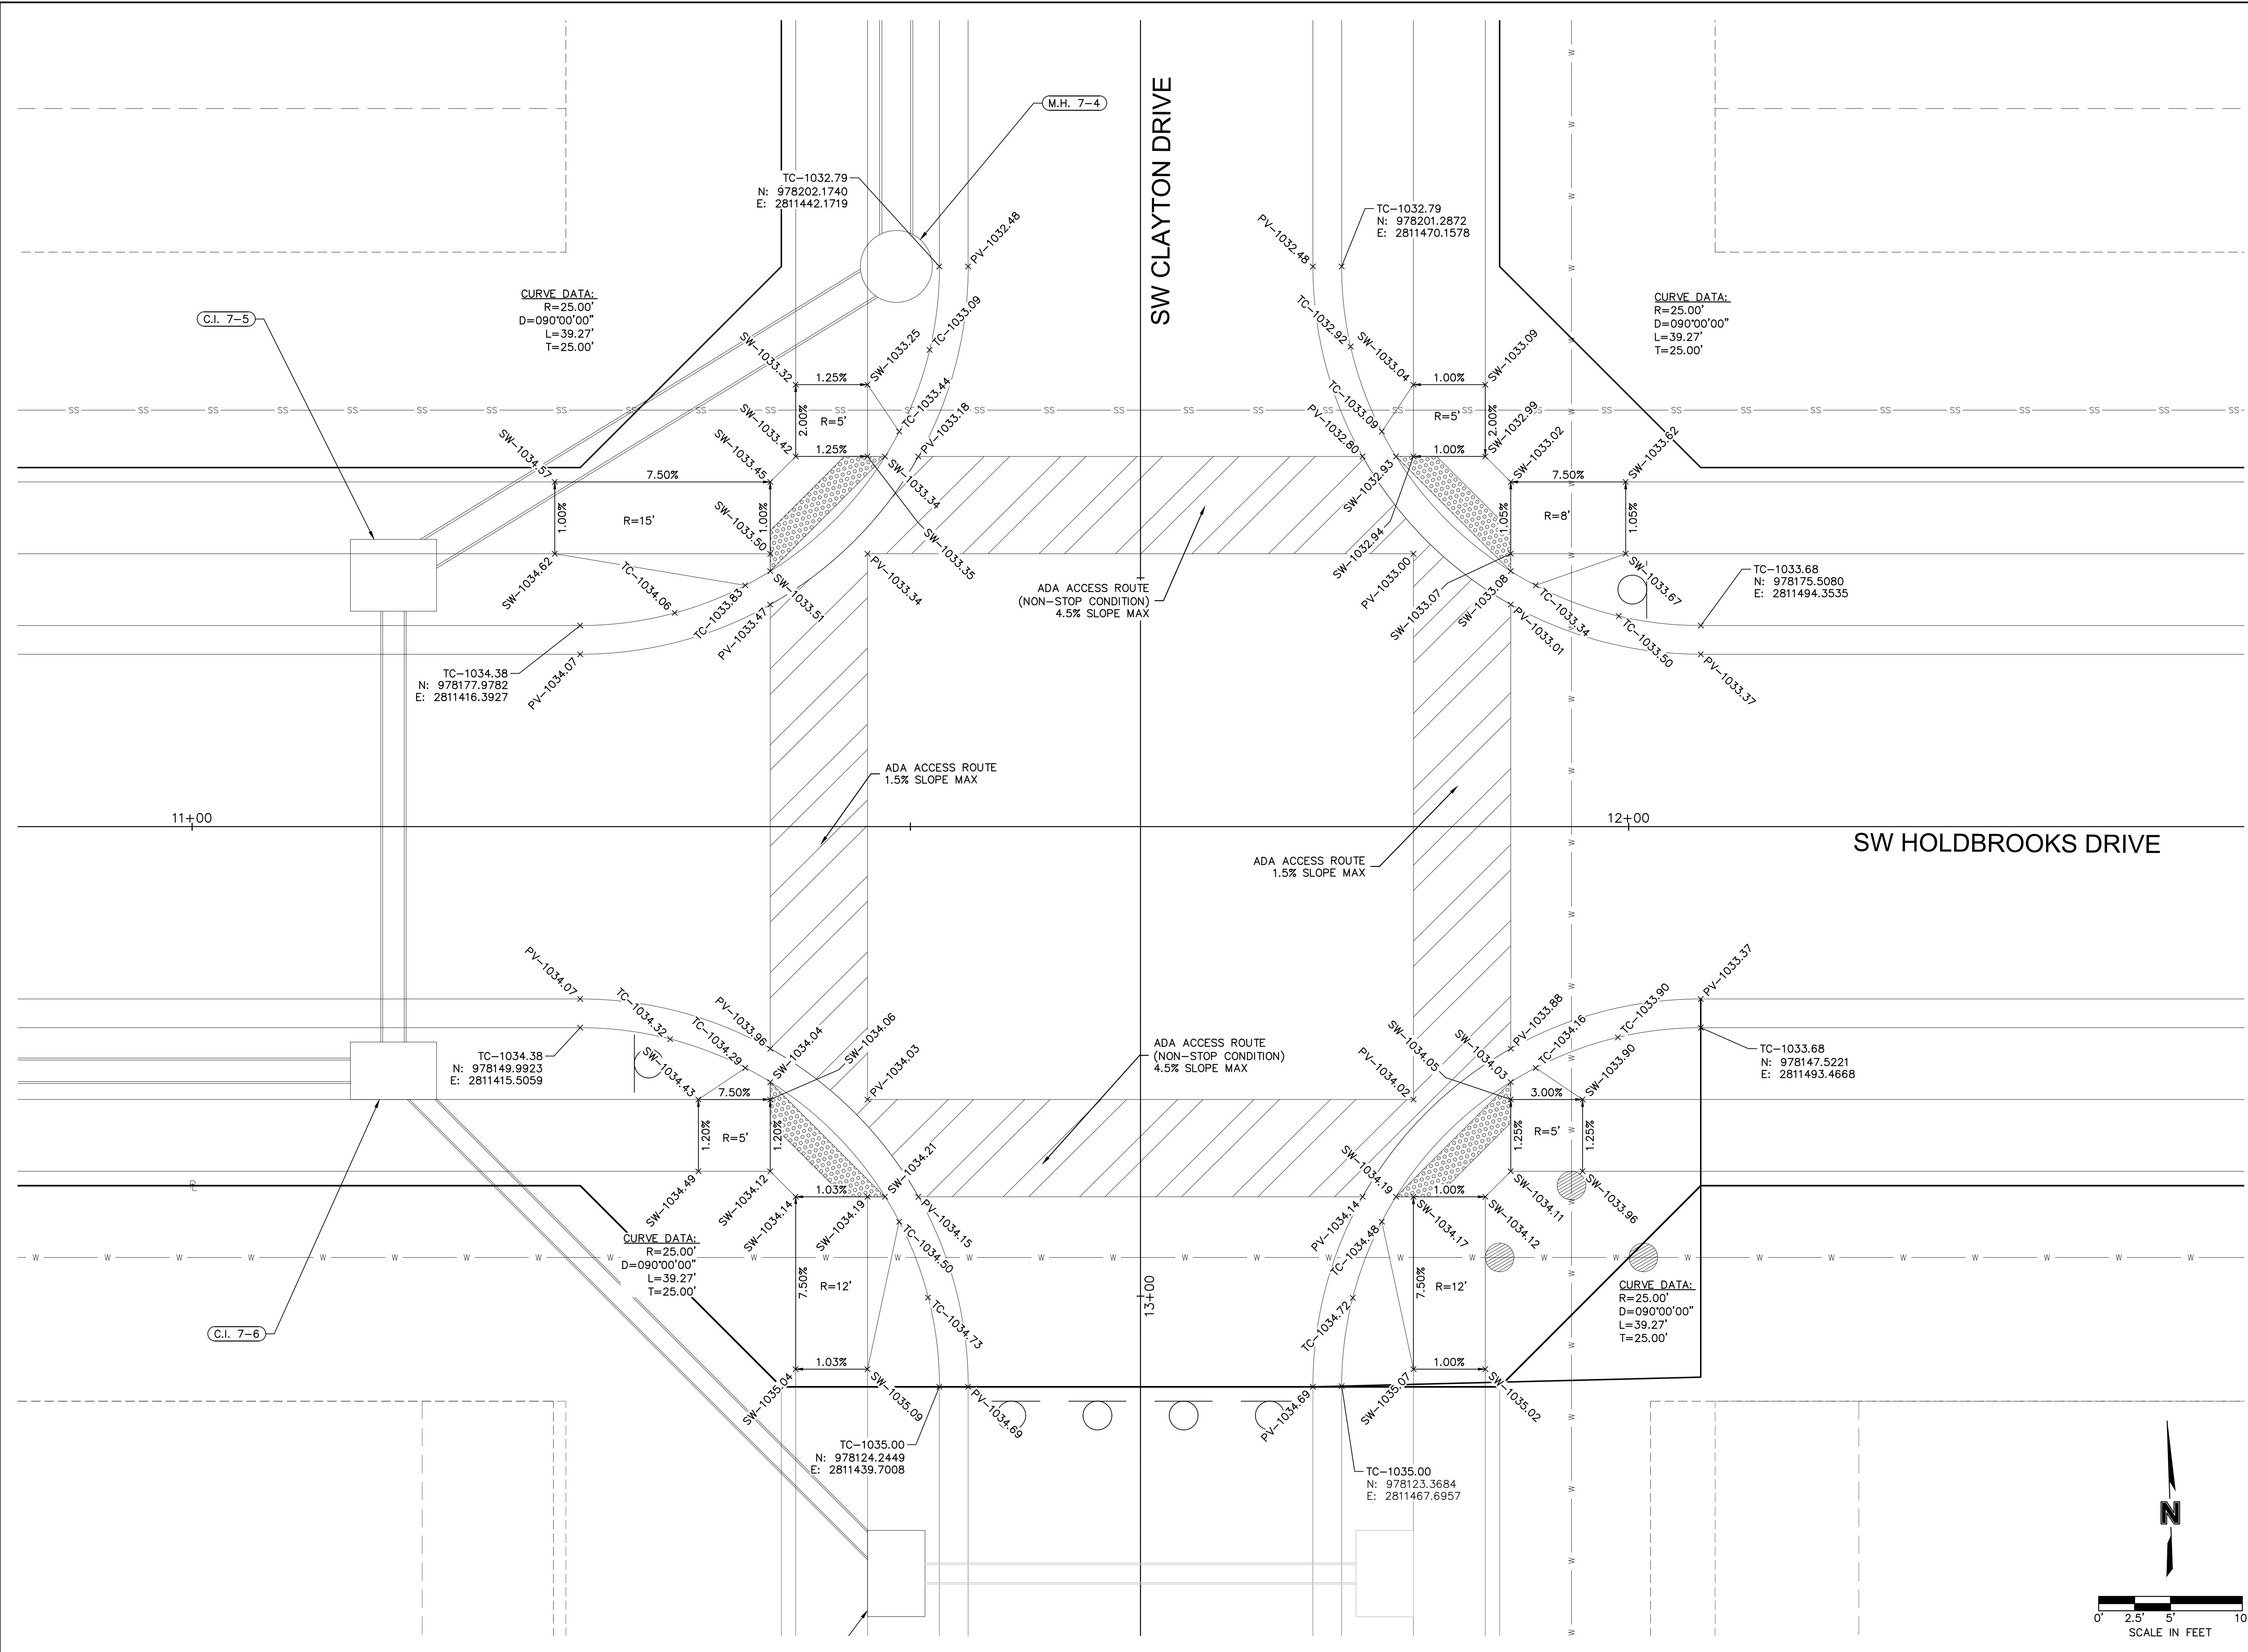 M.H. 7-4
SW CLAYTON DRIVE
TC-1032.79
N: 978202.1740
E: 2811442.1719
PV-1032.48
TC-1032.79
N: 978201.2872
E: 2811470.1578
PV-1032.48
CURVE DATA:
R=25.00'
D=090°00'00"
L=39.27'
T=25.00'
CURVE DATA:
R=25.00'
D=090°00'00"
L=39.27'
T=25.00'
C.I. 7-5
SW-1033.32
SW-1033.25
TC-1033.09
TC-1032.92
SW-1033.04
SW-1033.09
1.25%
2.00%
R=5'
TC-1033.44
PV-1033.18
1.00%
2.00%
R=5'
TC-1033.09
PV-1032.80
SW-1032.99
SW-1033.02
SW-1033.62
SW-1033.42
SW-1033.45
1.25%
1.00%
SW-1034.57
7.50%
7.50%
1.00%
R=15'
1.00%
SW-1033.50
SW-1033.34
SW-1033.35
SW-1032.93
SW-1032.94
1.05%
R=8'
1.05%
SW-1034.62
TC-1034.06
TC-1033.83
SW-1033.51
PV-1033.47
PV-1033.34
ADA ACCESS ROUTE
(NON-STOP CONDITION)
4.5% SLOPE MAX
PV-1033.00
SW-1033.07
SW-1033.08
TC-1033.34
PV-1033.01
TC-1033.50
SW-1033.67
TC-1033.68
N: 978175.5080
E: 2811494.3535
PV-1033.37
TC-1034.38
N: 978177.9782
E: 2811416.3927
PV-1034.07
ADA ACCESS ROUTE
1.5% SLOPE MAX
11+00
12+00
SW HOLDBROOKS DRIVE
ADA ACCESS ROUTE
1.5% SLOPE MAX
PV-1034.07
TC-1034.32
TC-1034.29
PV-1033.96
SW-1034.04
SW-1034.06
PV-1034.03
TC-1034.38
N: 978149.9923
E: 2811415.5059
SW-1034.43
7.50%
1.20%
R=5'
1.20%
ADA ACCESS ROUTE
(NON-STOP CONDITION)
4.5% SLOPE MAX
PV-1034.02
SW-1034.05
SW-1034.03
PV-1033.88
TC-1034.16
TC-1033.90
SW-1033.90
PV-1033.37
TC-1033.68
N: 978147.5221
E: 2811493.4668
3.00%
1.25%
R=5'
1.25%
SW-1034.49
SW-1034.12
SW-1034.14
1.03%
SW-1034.19
SW-1034.21
PV-1034.15
TC-1034.50
TC-1034.73
SW-1034.19
PV-1034.14
1.00%
SW-1034.17
SW-1034.12
SW-1034.11
SW-1033.96
TC-1034.48
TC-1034.72
CURVE DATA:
R=25.00'
D=090°00'00"
L=39.27'
T=25.00'
7.50%
R=12'
13+00
7.50%
R=12'
CURVE DATA:
R=25.00'
D=090°00'00"
L=39.27'
T=25.00'
C.I. 7-6
1.03%
SW-1035.04
SW-1035.09
PV-1034.69
PV-1034.69
SW-1035.07
1.00%
SW-1035.02
TC-1035.00
N: 978124.2449
E: 2811439.7008
TC-1035.00
N: 978123.3684
E: 2811467.6957
N
0' 2.5' 5' 10
SCALE IN FEET